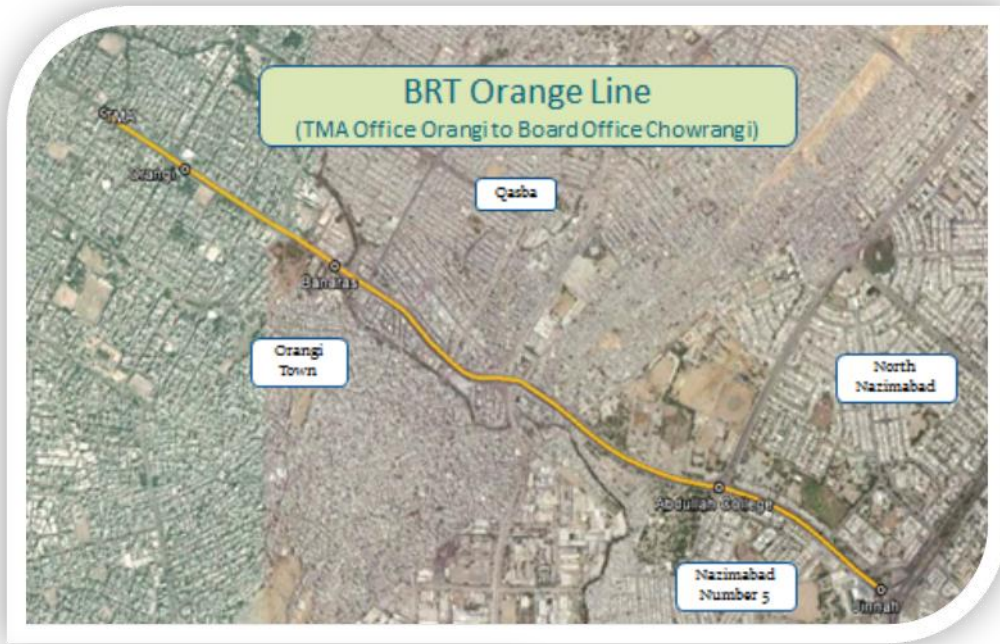 BRT Orange Line
(TMA Office Orangi to Board Office Chowrangi)
TMA
Qasba
Orangi
Banaras
Orangi
Town
North
Nazimabad
Abdullah College
Nazimabad
Number 5
Jinnah